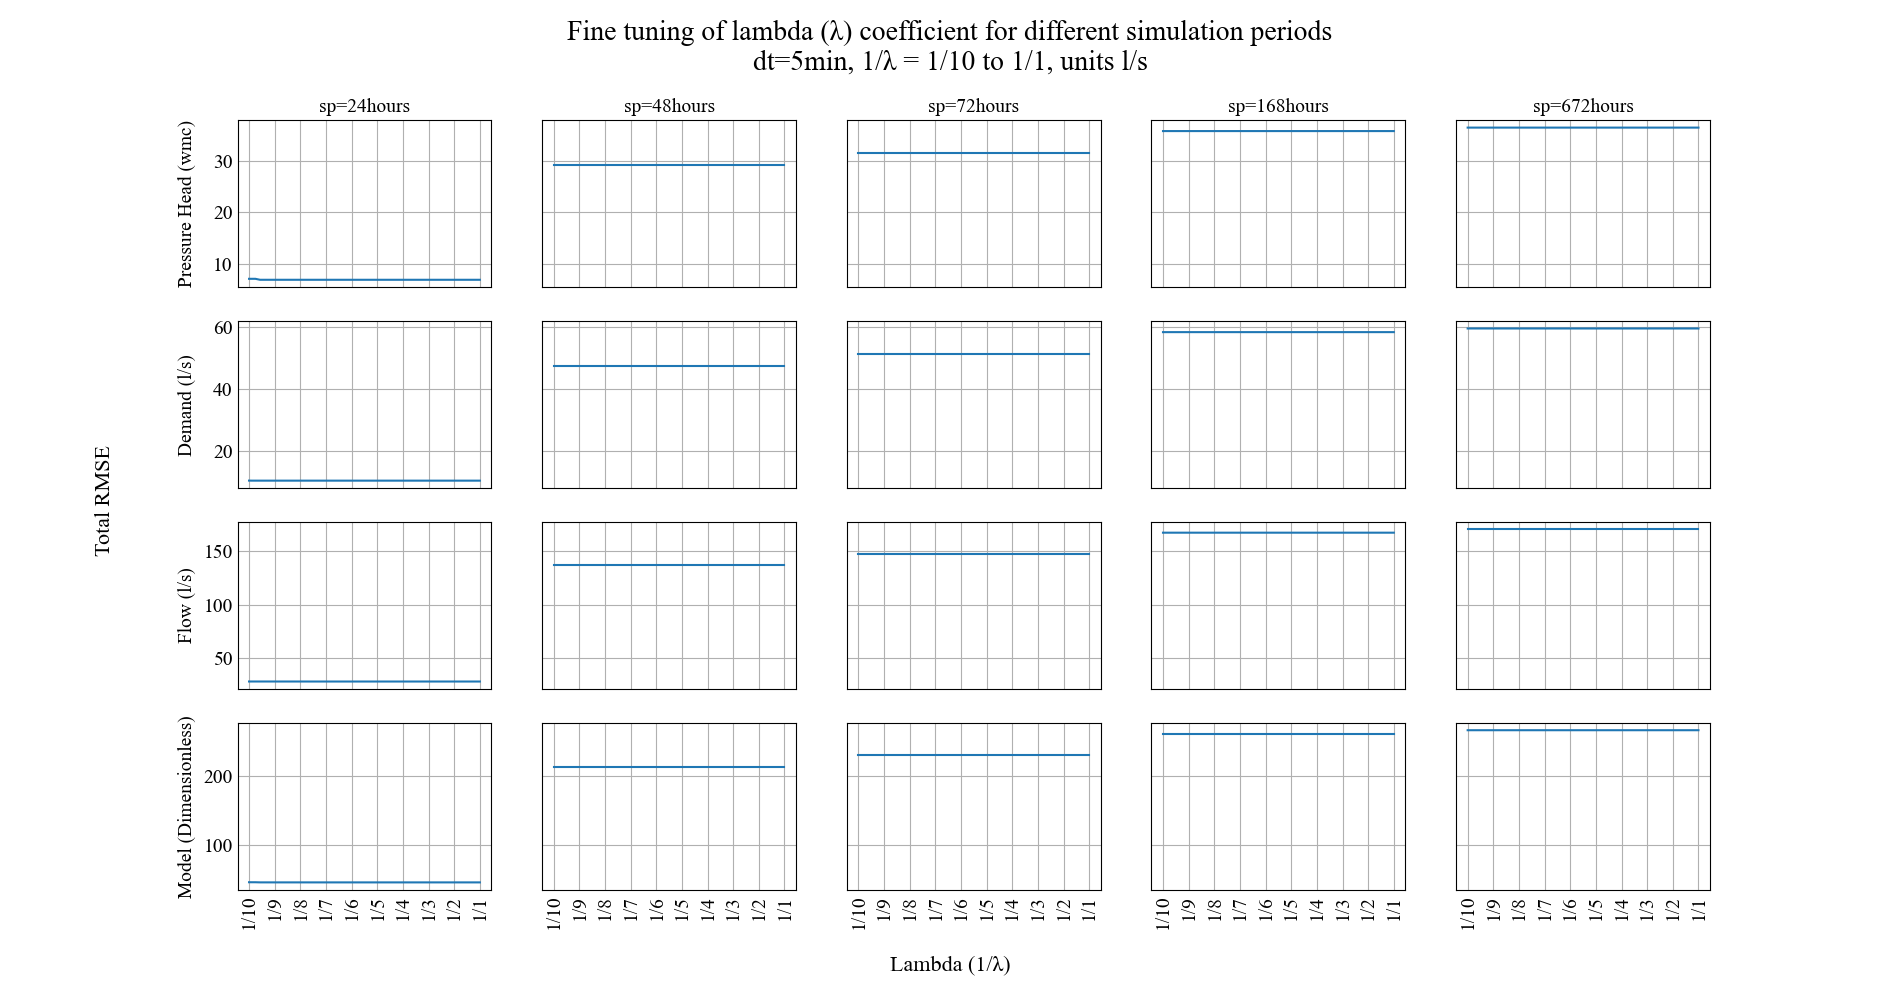 Fine tuning of lambda (λ) coefficient for different simulation periods
dt=5min, 1/λ = 1/10 to 1/1, units l/s
sp=24hours
sp=48hours
sp=72hours
sp=168hours
sp=672hours
Total RMSE
Pressure Head (wmc)
30
20
10
Demand (l/s)
60
40
20
Flow (l/s)
150
100
50
Model (Dimensionless)
200
100
1/10 1/9 1/8 1/7 1/6 1/5 1/4 1/3 1/2 1/1
1/10 1/9 1/8 1/7 1/6 1/5 1/4 1/3 1/2 1/1
1/10 1/9 1/8 1/7 1/6 1/5 1/4 1/3 1/2 1/1
1/10 1/9 1/8 1/7 1/6 1/5 1/4 1/3 1/2 1/1
1/10 1/9 1/8 1/7 1/6 1/5 1/4 1/3 1/2 1/1
Lambda (1/λ)